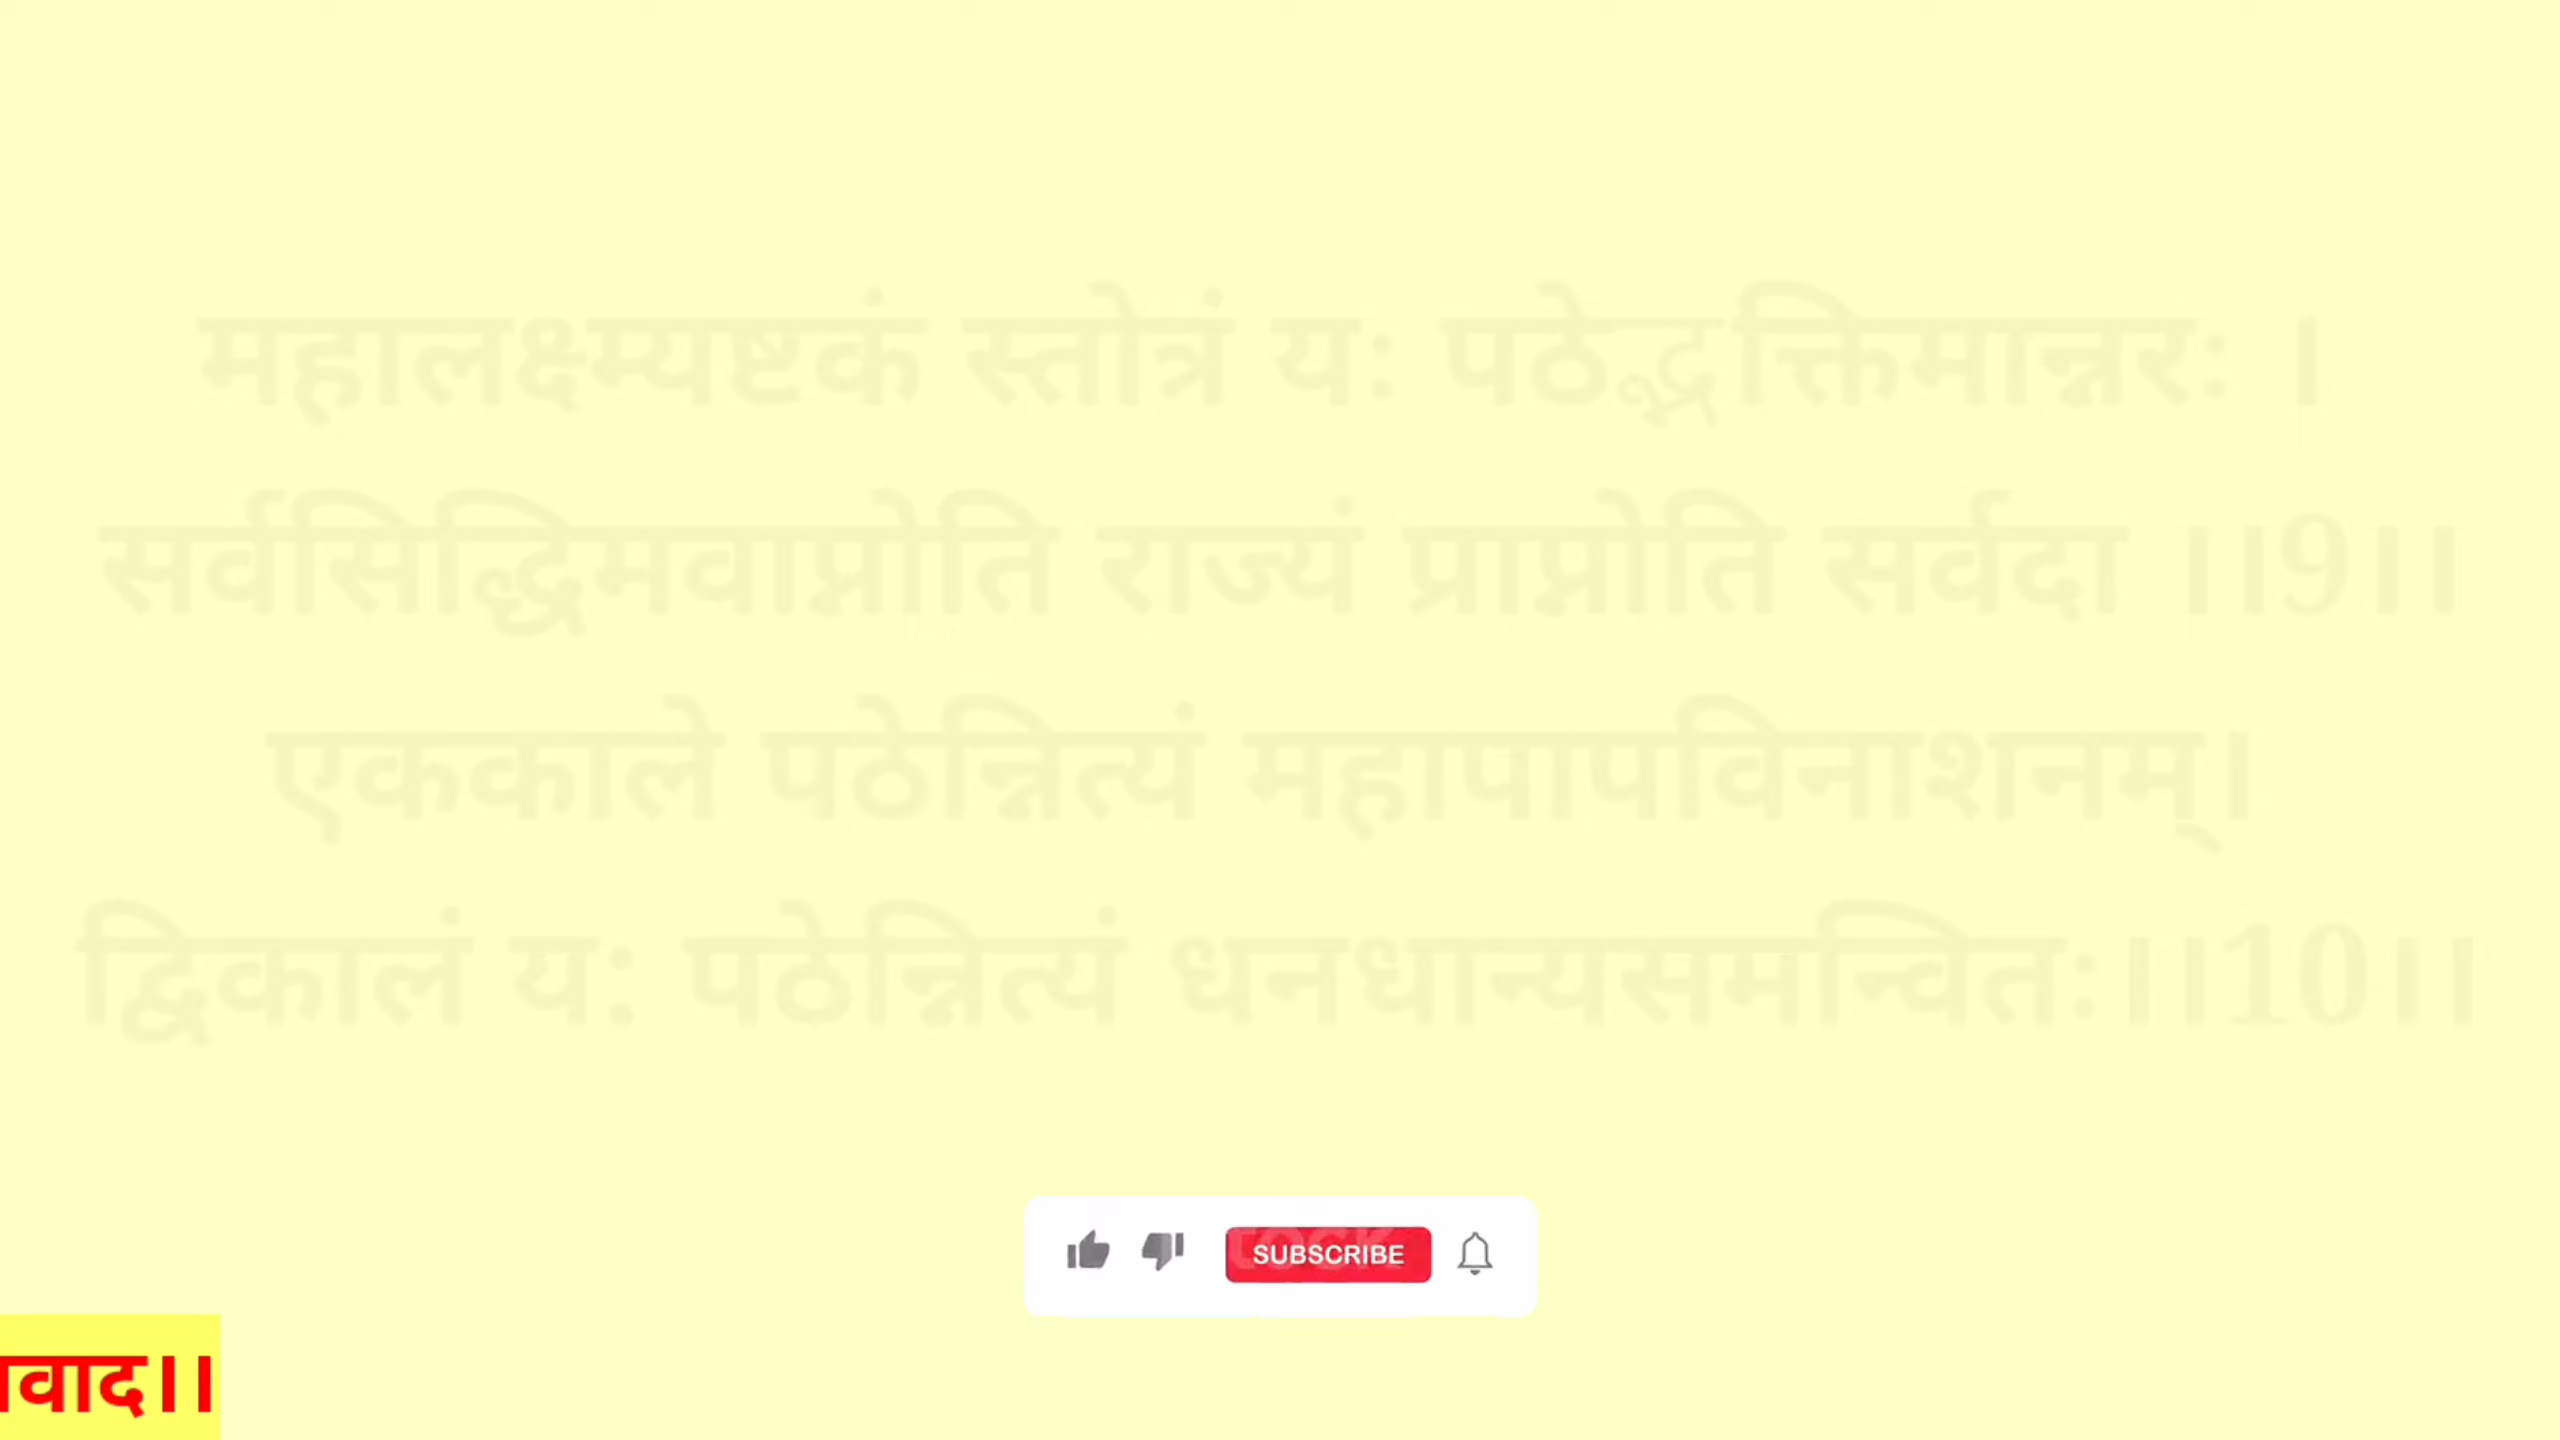 महालक्ष्म्यष्टकं स्तोत्रं य: पठेद्भक्तिमान्नरः ।
सर्वसिद्धिमवाप्नोति राज्यं प्राप्नोति सर्वदा ।।9।।
एककाले पठेन्नित्यं महापापविनाशनम्।
द्विकालं य: पठेन्नित्यं धनधान्यसमन्वित:।।10।।
SUBSCRIBE
वाद।।